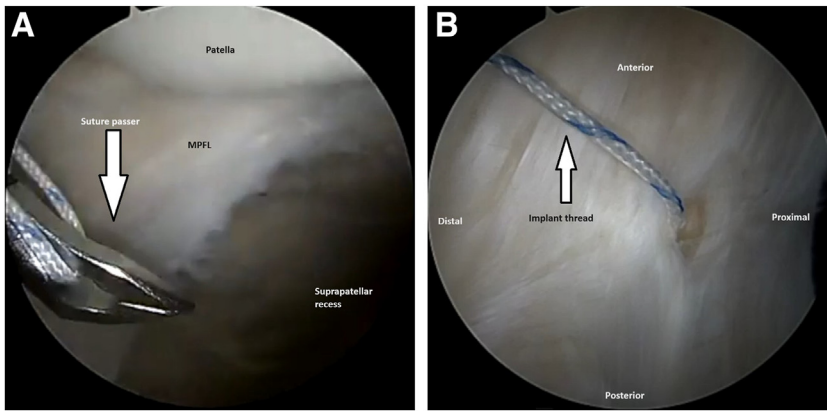 A
Patella
Suture passer
MPFL
Suprapatellar
recess
B
Anterior
Implant thread
Distal
Proximal
Posterior